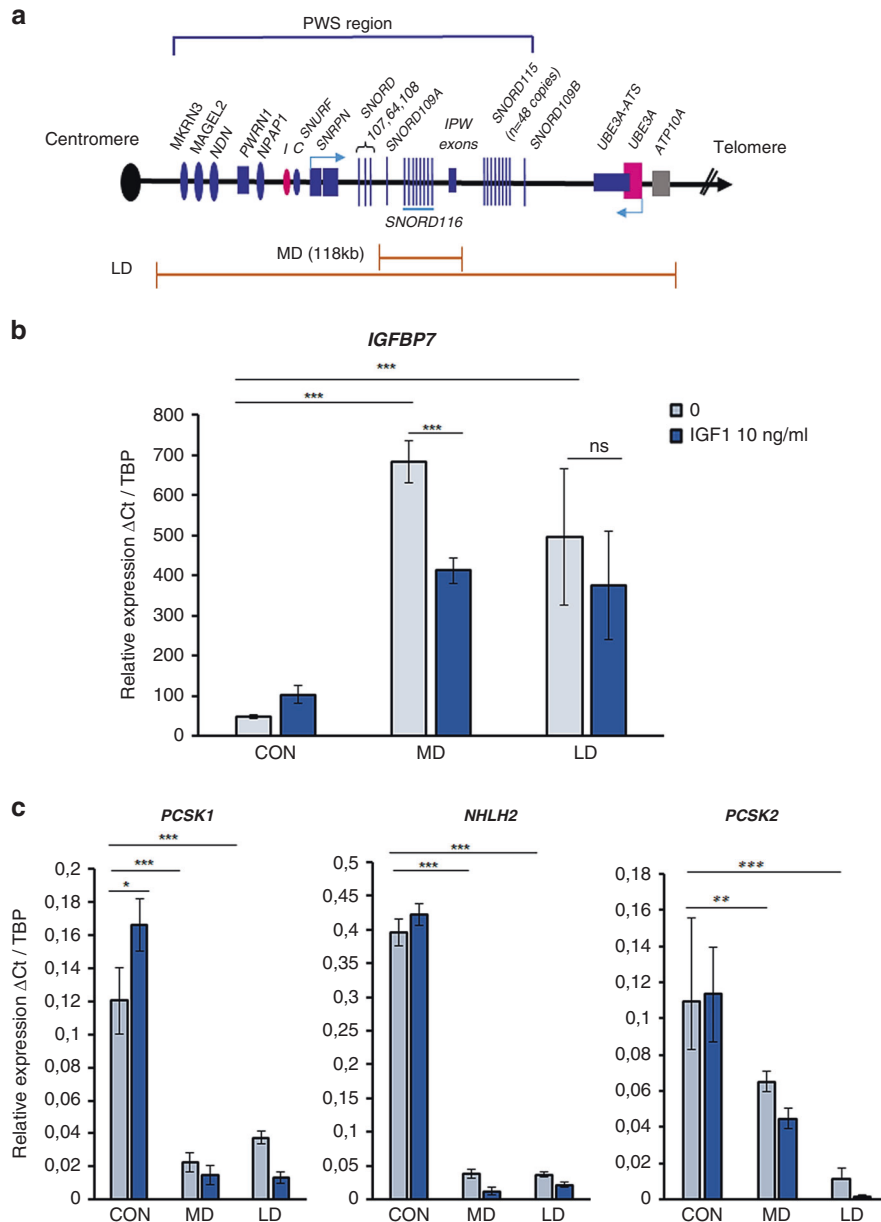 a
PWS region
MKRN3
MAGEL2
NDN
PWRN1
NPAP1
I C
SNURF
SNRPN
SNORD
107,64,108
SNORD109A
IPW
exons
SNORD115
(n=48 copies)
SNORD109B
UBE3A-ATS
UBE3A
ATP10A
Centromere
Telomere
SNORD116
MD (118kb)
LD
b
IGFBP7
***
***
***
ns
0
IGF1 10 ng/ml
Relative expression ΔCt / TBP
800
700
600
500
400
300
200
100
0
CON
MD
LD
c
PCSK1
***
***
*
Relative expression ΔCt / TBP
0,2
0,18
0,16
0,14
0,12
0,1
0,08
0,06
0,04
0,02
0
CON
MD
LD
NHLH2
***
***
0,5
0,45
0,4
0,35
0,3
0,25
0,2
0,15
0,1
0,05
0
CON
MD
LD
PCSK2
***
**
0,18
0,16
0,14
0,12
0,1
0,08
0,06
0,04
0,02
0
CON
MD
LD